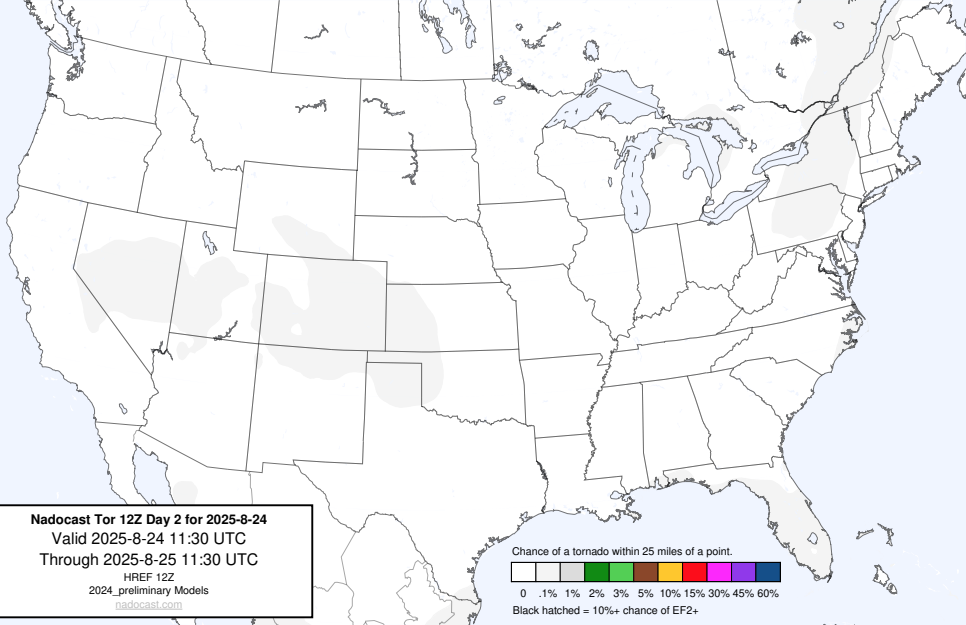 Nadocast Tor 12Z Day 2 for 2025-8-24
Valid 2025-8-24 11:30 UTC
Through 2025-8-25 11:30 UTC
HREF 12Z
2024_preliminary Models
nadocast.com
Chance of a tornado within 25 miles of a point.
0 .1% 1% 2% 3% 5% 10% 15% 30% 45% 60%
Black hatched = 10%+ chance of EF2+